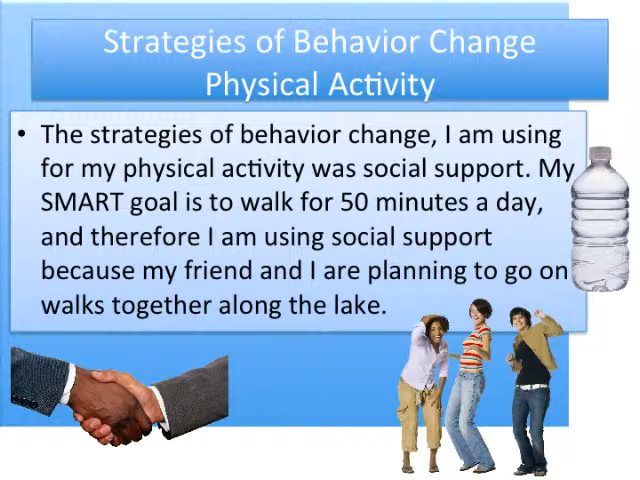 Strategies of Behavior Change
Physical Activity
• The strategies of behavior change, I am using
for my physical activity was social support. My
SMART goal is to walk for 50 minutes a day,
and therefore I am using social support
because my friend and I are planning to go on
walks together along the lake.